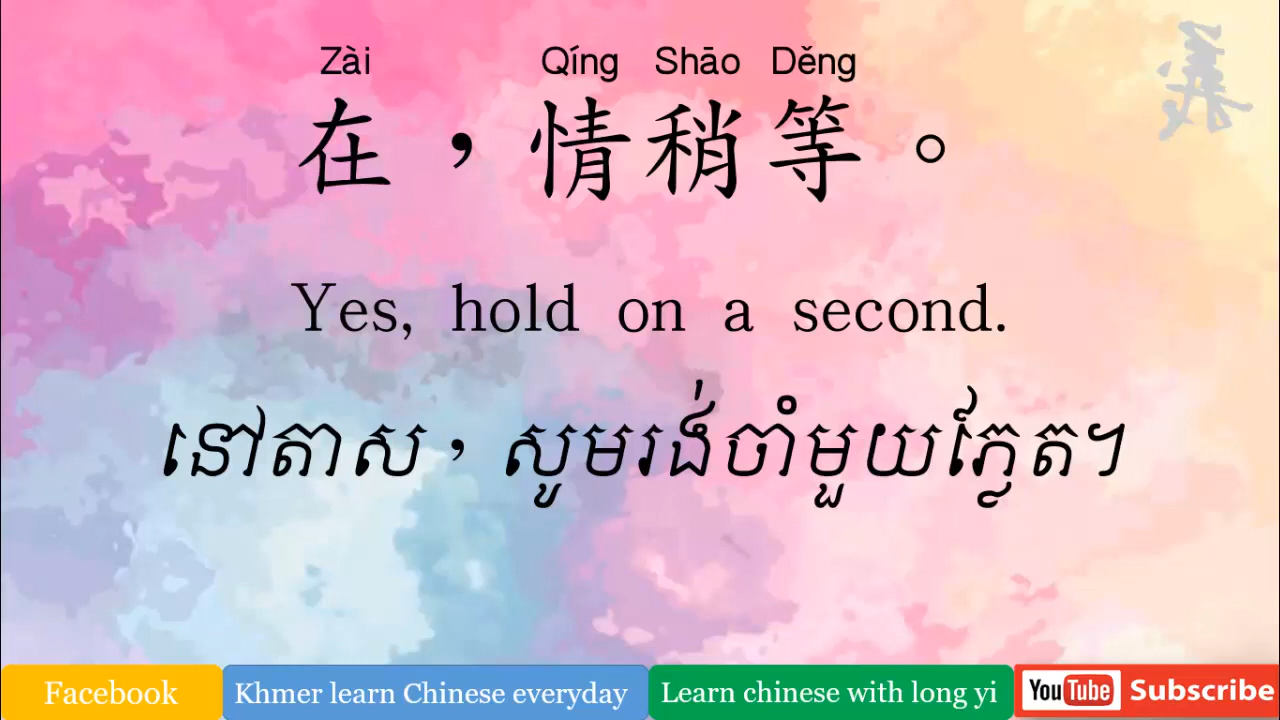 Zài Qíng Shāo Děng
在，情稍等。
Yes, hold on a second.
នៅតាស, សូមរង់ចាំមួយភ្លែត។
Facebook
Khmer learn Chinese everyday
Learn chinese with long yi
YouTube Subscribe